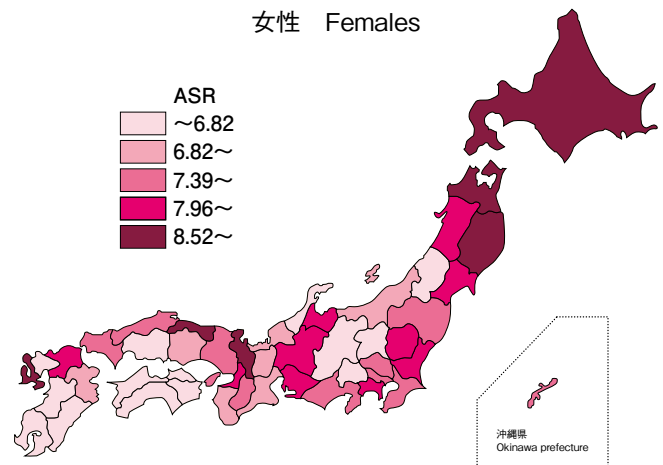 女性 Females
ASR
～6.82
6.82～
7.39～
7.96～
8.52～
沖縄県
Okinawa prefecture